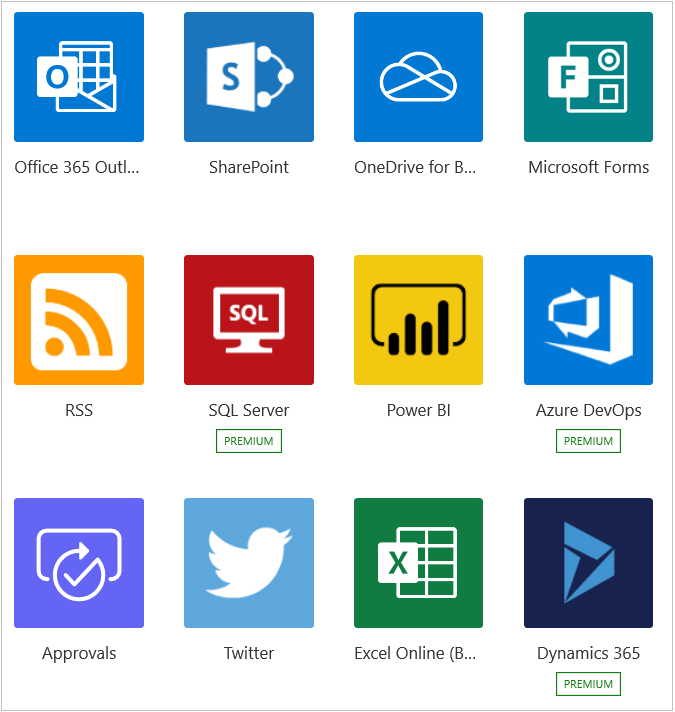 O
S
F
Office 365 Outl...
SharePoint
OneDrive for B...
Microsoft Forms
SQL
RSS
SQL Server
Power BI
Azure DevOps
PREMIUM
PREMIUM
X
Approvals
Twitter
Excel Online (B...
Dynamics 365
PREMIUM